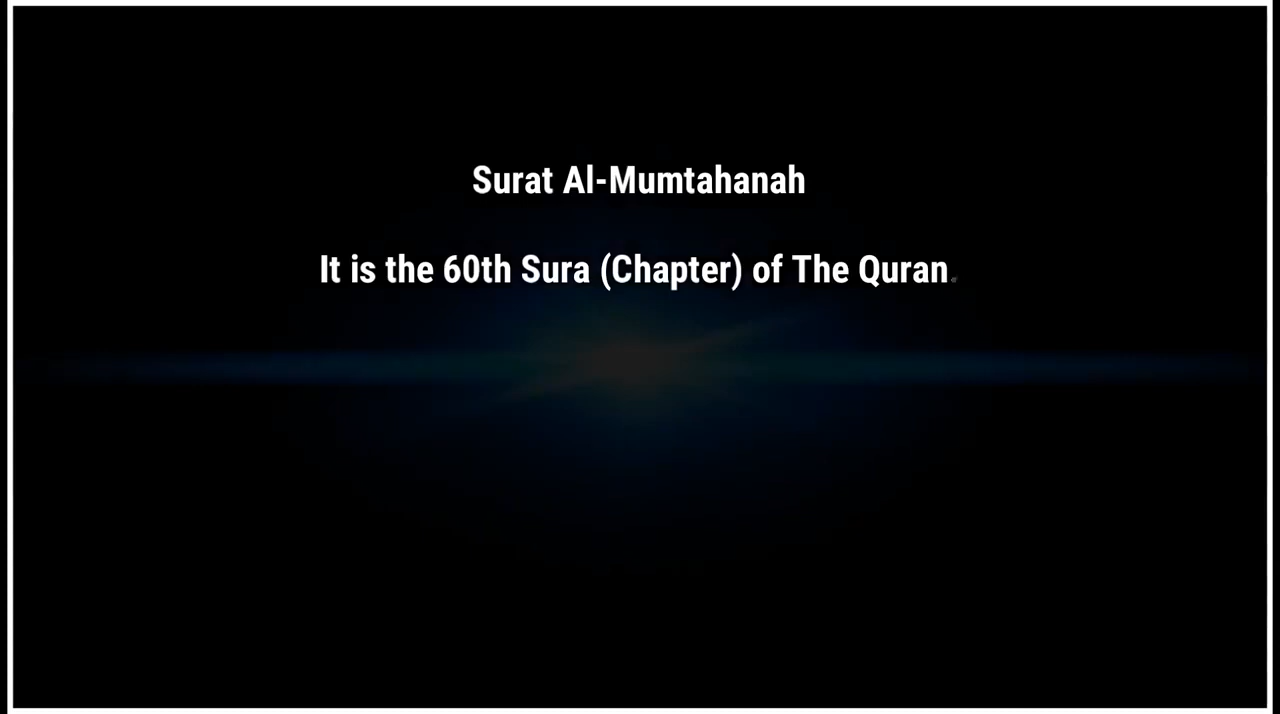 Surat Al-Mumtahanah
It is the 60th Sura (Chapter) of The Quran.